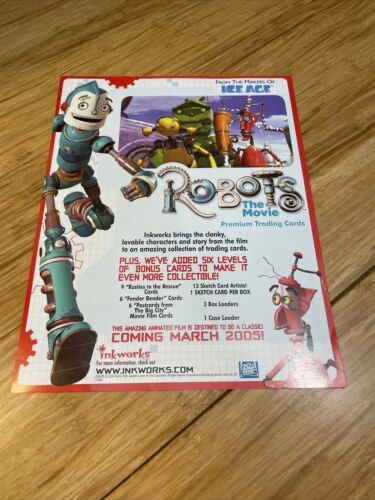 FROM THE MAKERS OF
ICE AGE
ROBOTS
The
Movie
Premium Trading Cards
Inkworks brings the clanky,
lovable characters and story from the film
to an amazing collection of trading cards.
PLUS, WE'VE ADDED SIX LEVELS
OF BONUS CARDS TO MAKE IT
EVEN MORE COLLECTIBLE!
9 "Rusties to the Rescue"
Cards
6 "Fender Bender" Cards
6 "Postcards from
The Big City"
Movie Film Cards
12 Sketch Card Artists!
1 SKETCH CARD PER BOX
3 Box Loaders
1 Case Loader
THIS AMAZING ANIMATED FILM IS DESTINED TO BE A CLASSIC!
COMING MARCH 2005!
inkworks
For more information, check out
WWW.INKWORKS.COM